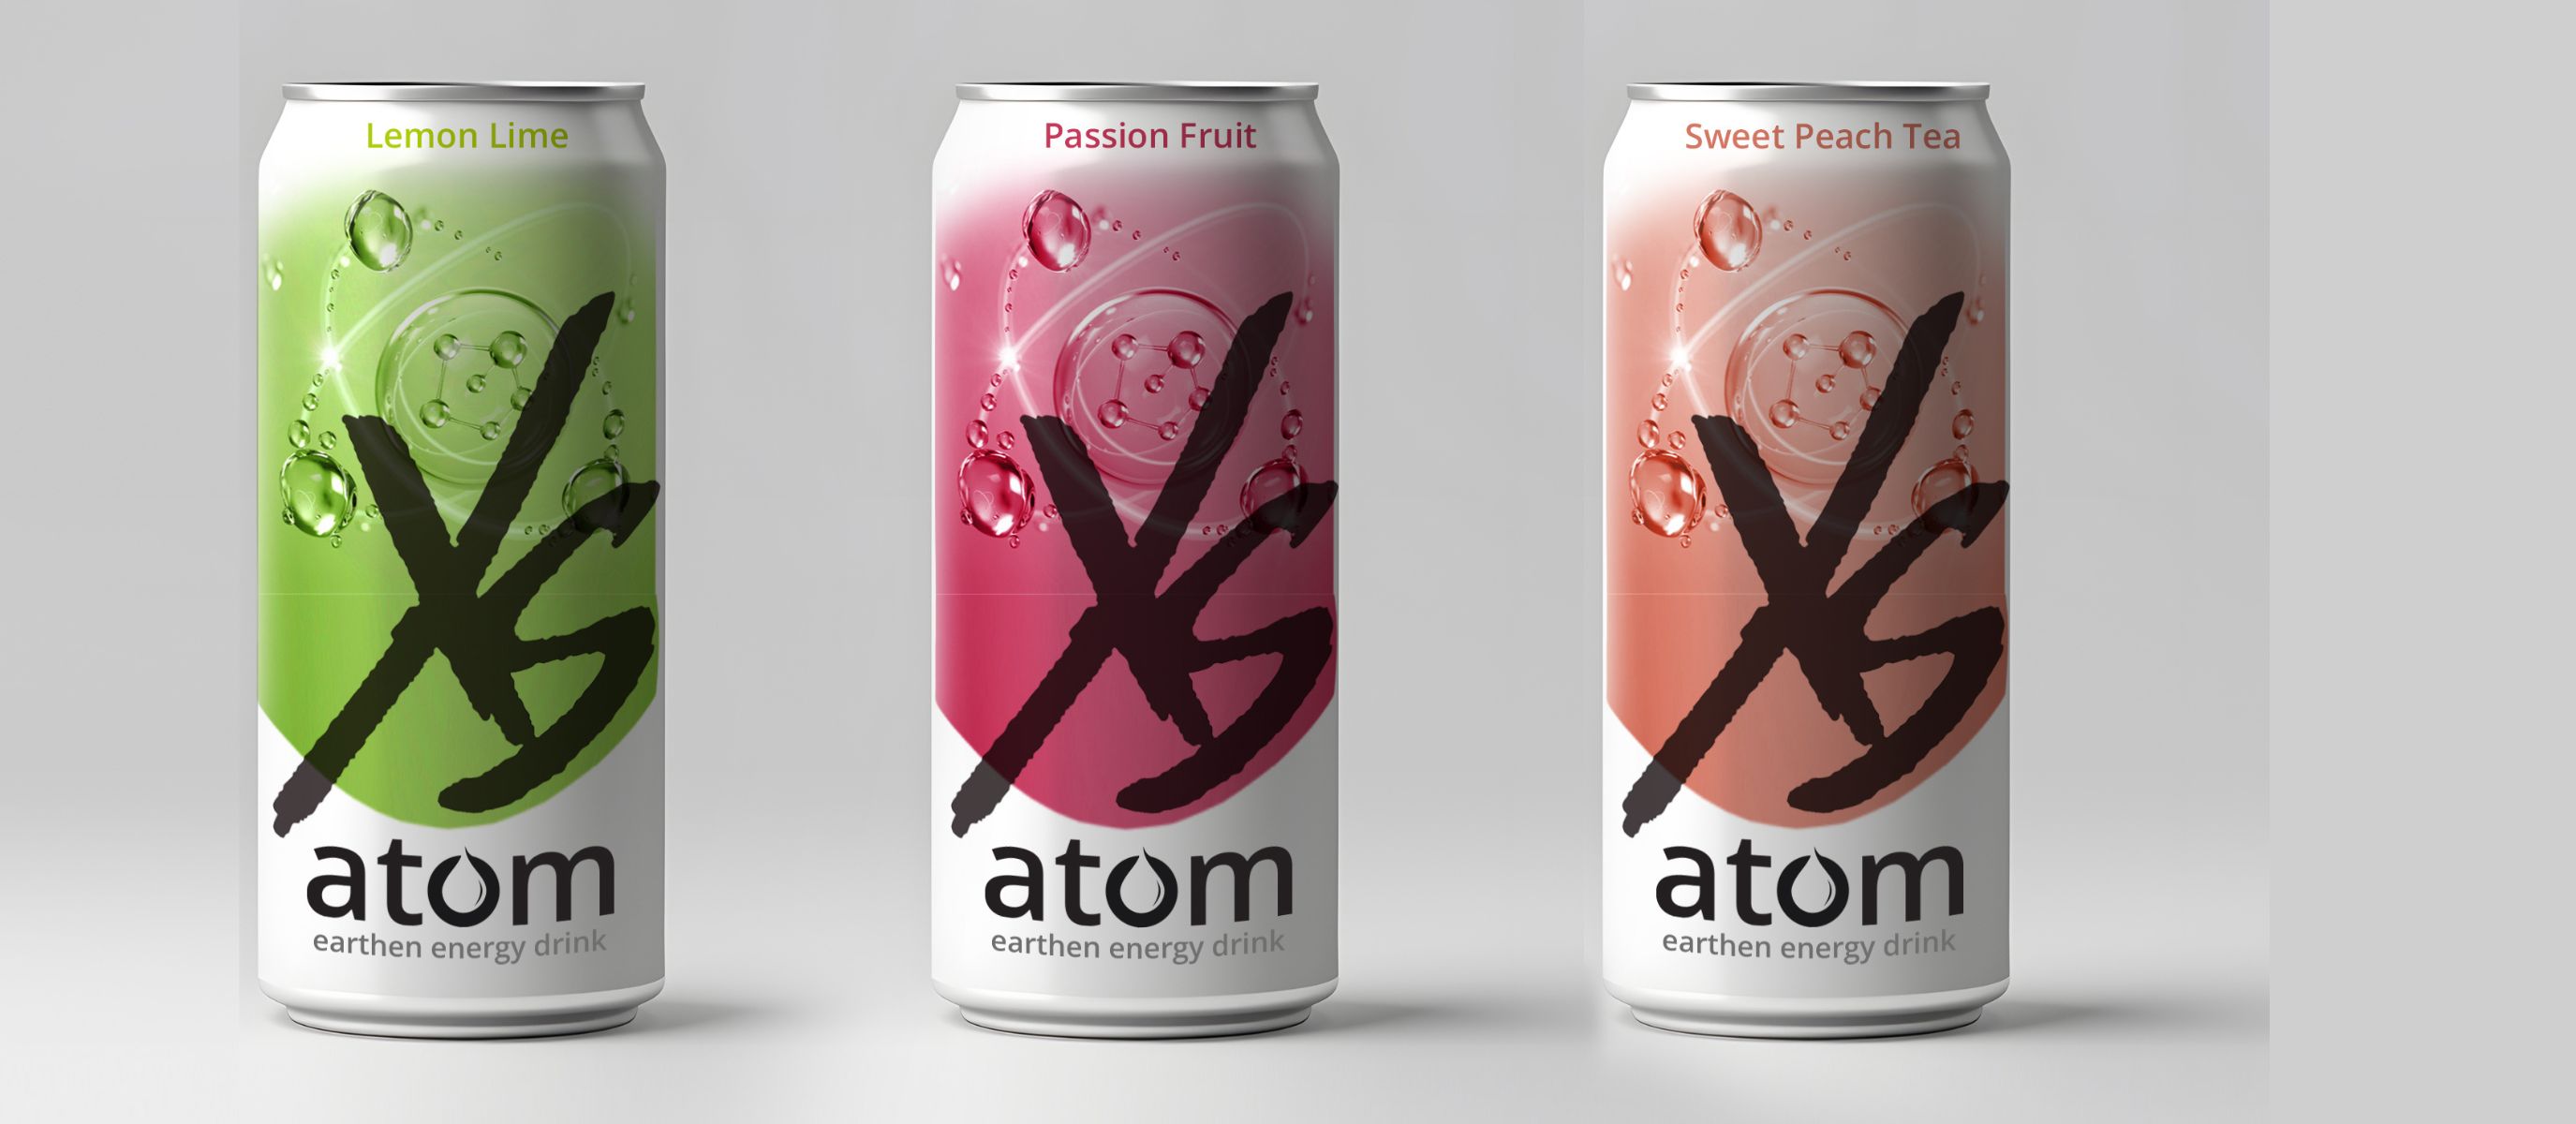 Lemon Lime
XS
atom
earthen energy drink
Passion Fruit
XS
atom
earthen energy drink
Sweet Peach Tea
XS
atom
earthen energy drink